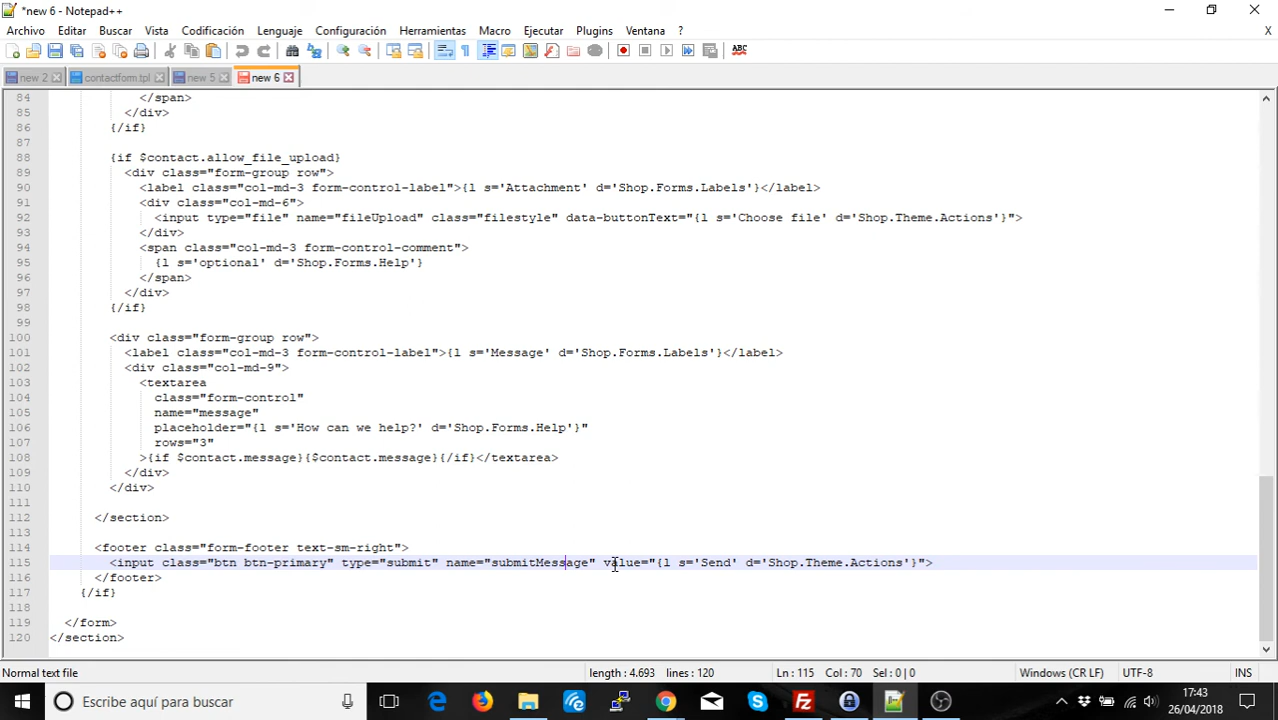 *new 6 - Notepad++
Archivo Editar Buscar Vista Codificación Lenguaje Configuración Herramientas Macro Ejecutar Plugins Ventana ? X
ABC
new 2 contactform.tpl new 5 new 6
84 </span>
85 </div>
86 {/if}
87
88 {if $contact.allow_file_upload}
89 <div class="form-group row">
90 <label class="col-md-3 form-control-label">{l s='Attachment' d='Shop.Forms.Labels'}</label>
91 <div class="col-md-6">
92 <input type="file" name="fileUpload" class="filestyle" data-buttonText="{l s='Choose file' d='Shop.Theme.Actions'}">
93 </div>
94 <span class="col-md-3 form-control-comment">
95 {l s='optional' d='Shop.Forms.Help'}
96 </span>
97 </div>
98 {/if}
99
100 <div class="form-group row">
101 <label class="col-md-3 form-control-label">{l s='Message' d='Shop.Forms.Labels'}</label>
102 <div class="col-md-9">
103 <textarea
104 class="form-control"
105 name="message"
106 placeholder="{l s='How can we help?' d='Shop.Forms.Help'}"
107 rows="3"
108 >{if $contact.message}{$contact.message}{/if}</textarea>
109 </div>
110 </div>
111
112 </section>
113
114 <footer class="form-footer text-sm-right">
115 <input class="btn btn-primary" type="submit" name="submitMessage" value="{l s='Send' d='Shop.Theme.Actions'}">
116 </footer>
117 {/if}
118
119 </form>
120 </section>
Normal text file length : 4.693 lines : 120 Ln : 115 Col : 70 Sel : 0 | 0 Windows (CR LF) UTF-8 INS
Escribe aquí para buscar 17:43
26/04/2018